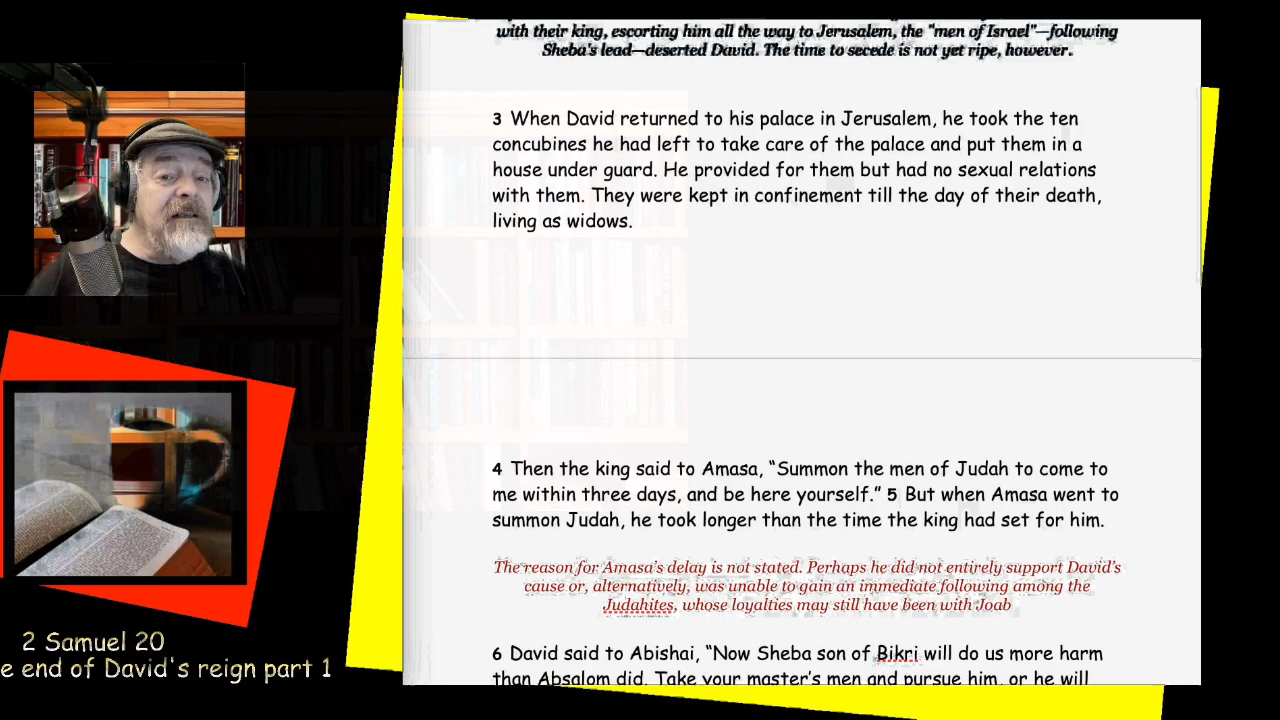 with their king, escorting him all the way to Jerusalem, the "men of Israel"—following
Sheba's lead—deserted David. The time to secede is not yet ripe, however.
3 When David returned to his palace in Jerusalem, he took the ten
concubines he had left to take care of the palace and put them in a
house under guard. He provided for them but had no sexual relations
with them. They were kept in confinement till the day of their death,
living as widows.
4 Then the king said to Amasa, “Summon the men of Judah to come to
me within three days, and be here yourself.” 5 But when Amasa went to
summon Judah, he took longer than the time the king had set for him.
The reason for Amasa's delay is not stated. Perhaps he did not entirely support David's
cause or, alternatively, was unable to gain an immediate following among the
Judahites, whose loyalties may still have been with Joab
6 David said to Abishai, “Now Sheba son of Bikri will do us more harm
than Absalom did. Take your master's men and pursue him, or he will
2 Samuel 20
e end of David's reign part 1